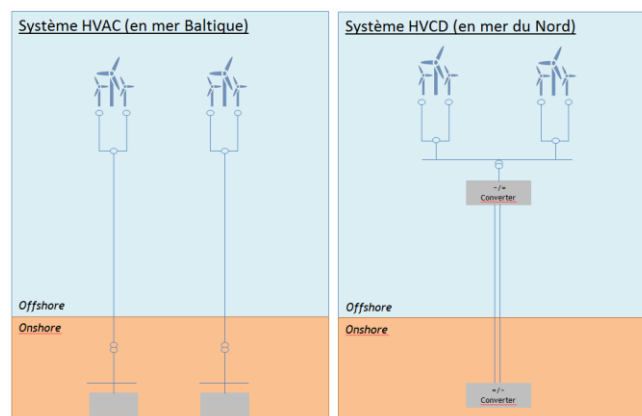 Système HVAC (en mer Baltique)
Offshore
Onshore
Système HVCD (en mer du Nord)
~/=
Converter
Offshore
Onshore
=/~
Converter